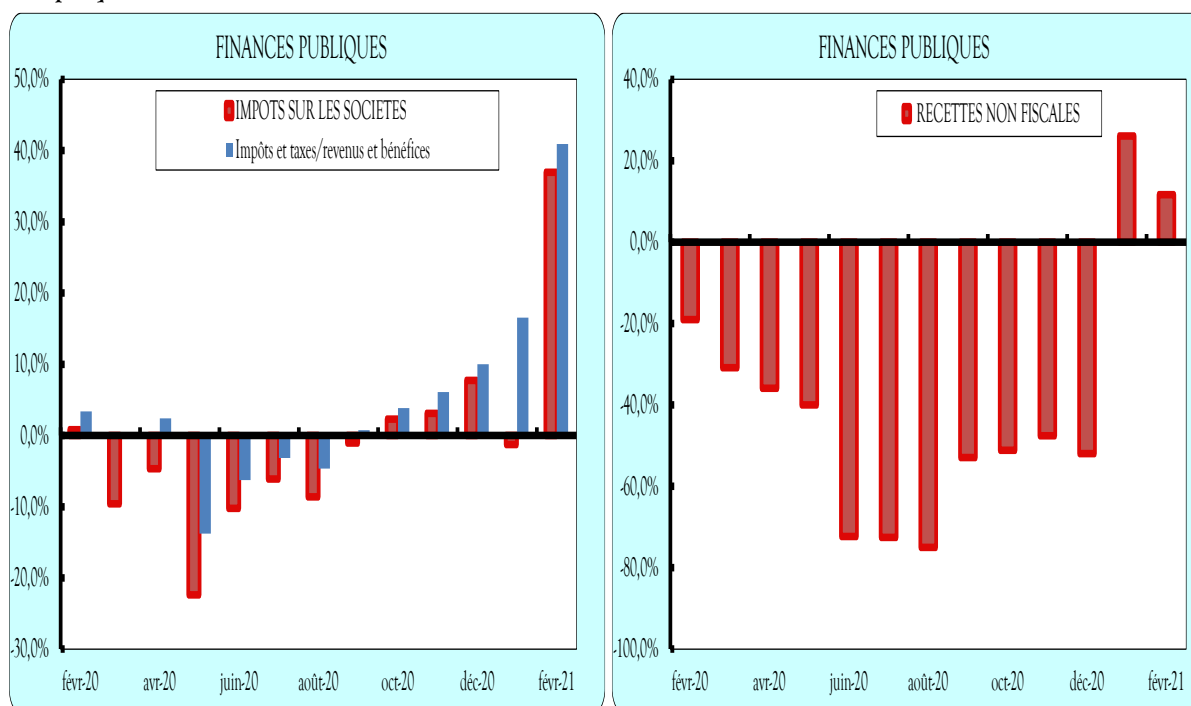 FINANCES PUBLIQUES
50,0%
40,0%
30,0%
20,0%
10,0%
0,0%
-10,0%
-20,0%
-30,0%
IMPOTS SUR LES SOCIETES
Impôts et taxes/revenus et bénéfices
févr-20 avr-20 juin-20 août-20 oct-20 déc-20 févr-21
FINANCES PUBLIQUES
40,0%
20,0%
0,0%
-20,0%
-40,0%
-60,0%
-80,0%
-100,0%
RECETTES NON FISCALES
févr-20 avr-20 juin-20 août-20 oct-20 déc-20 févr-21